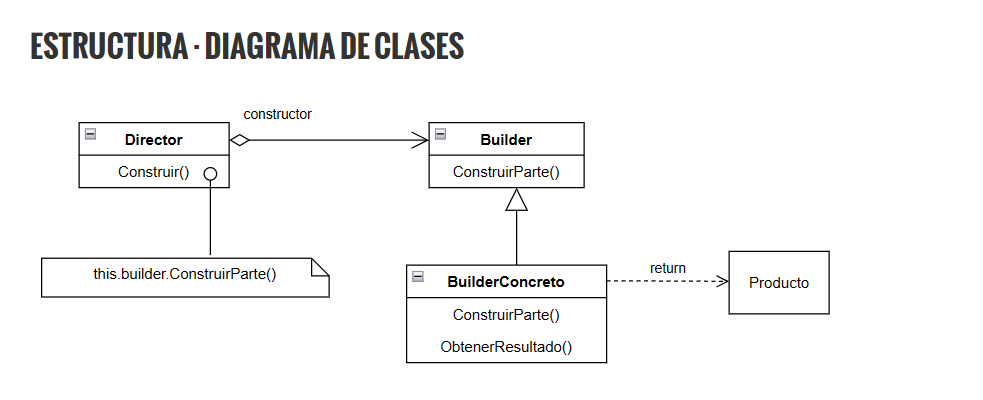 ESTRUCTURA - DIAGRAMA DE CLASES
constructor
Director
Construir()
Builder
ConstruirParte()
this.builder.ConstruirParte()
BuilderConcreto
ConstruirParte()
ObtenerResultado()
return
Producto